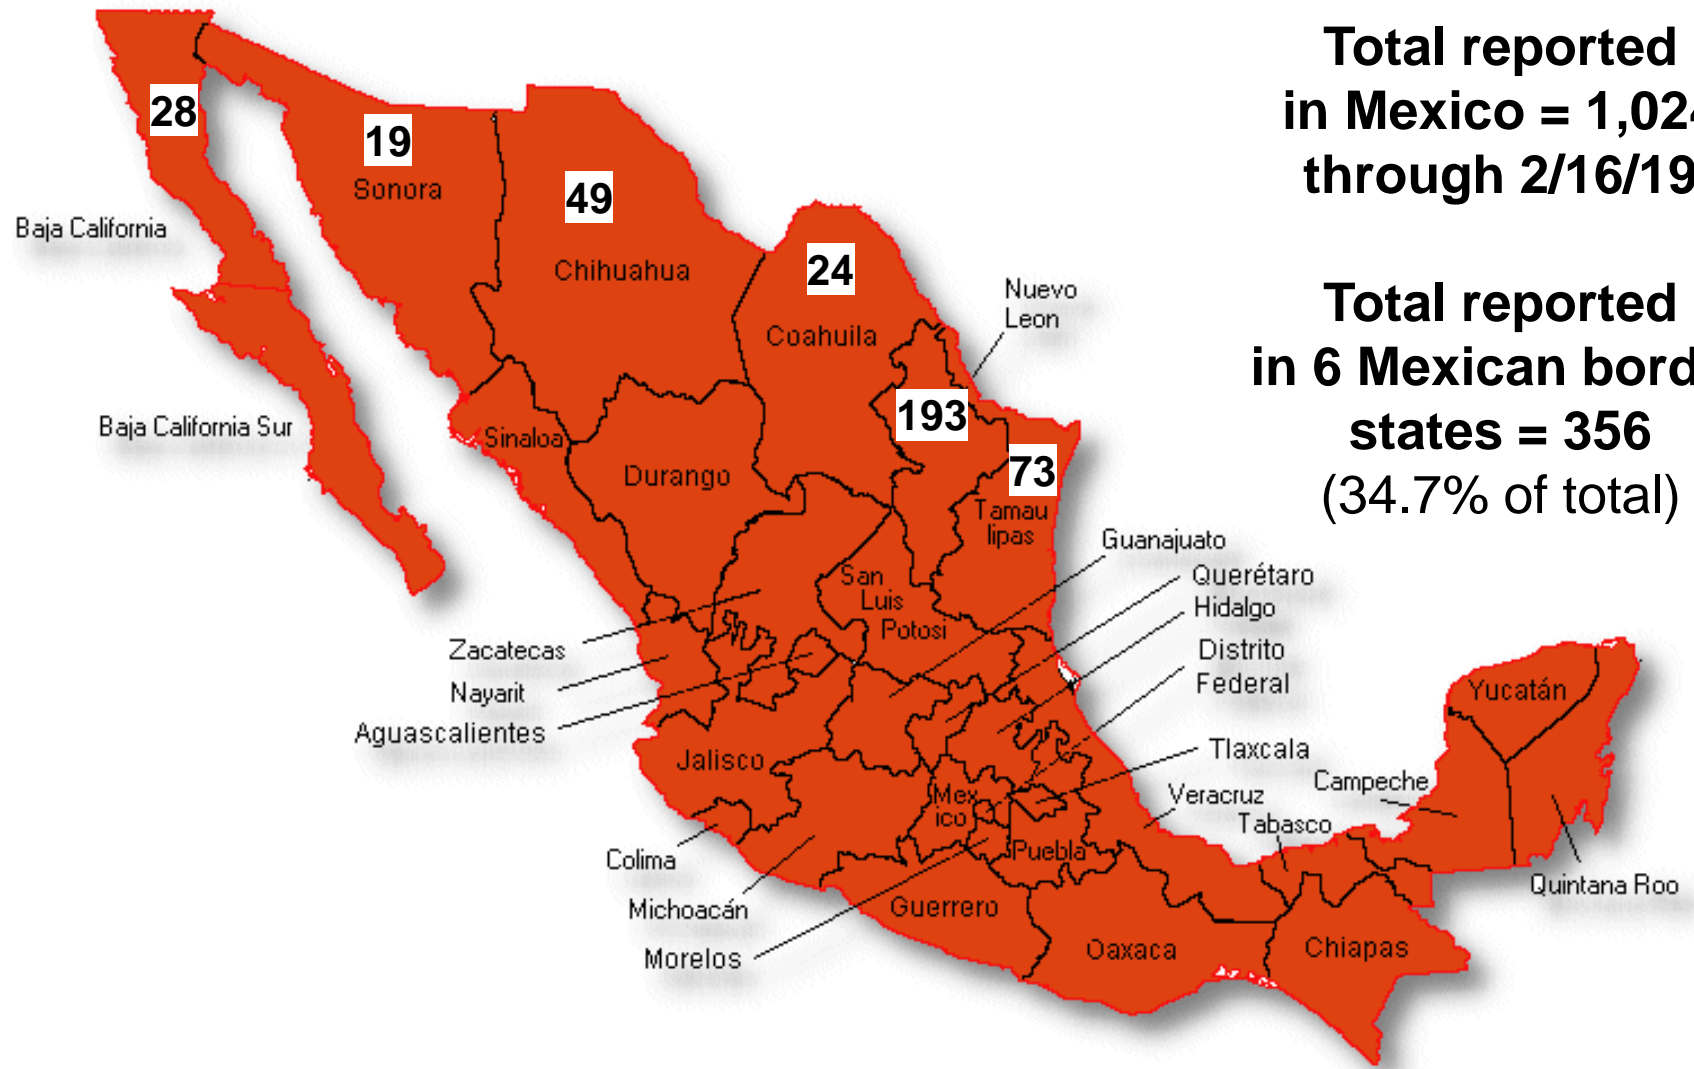 Total reported
in Mexico = 1,024
through 2/16/19
Total reported
in 6 Mexican bord
states = 356
(34.7% of total)
28
19
Sonora
49
Chihuahua
24
Coahuila
Nuevo
Leon
193
73
Tamau
lipas
Baja California
Baja California Sur
Sinaloa
Durango
San
Luis
Potosi
Guanajuato
Querétaro
Hidalgo
Distrito
Federal
Zacatecas
Nayarit
Aguascalientes
Jalisco
Tlaxcala
Veracruz
Tabasco
Campeche
Yucatán
Quintana Roo
Mex
ico
Puebla
Colima
Michoacán
Morelos
Guerrero
Oaxaca
Chiapas